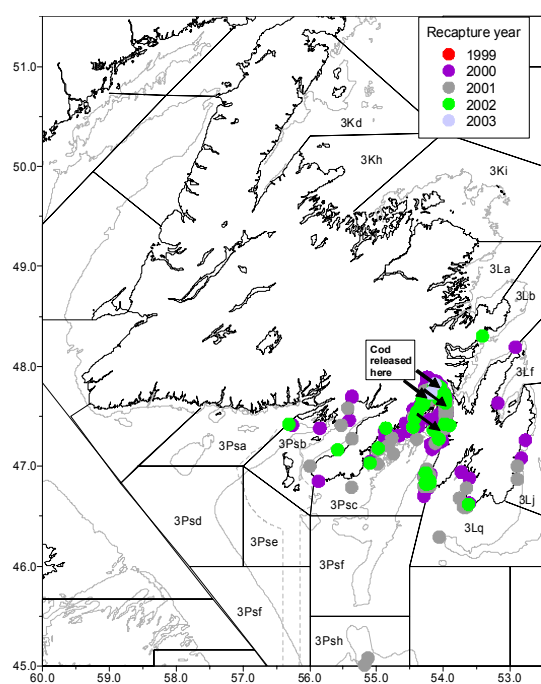 Recapture year
1999
2000
2001
2002
2003
51.0
50.0
49.0
48.0
47.0
46.0
45.0
3Kd
3Kh
3Ki
3La
3Lb
3Lf
Cod
released
here
3Psa
3Psb
3Psc
3Lj
3Lq
3Psd
3Pse
3Psf
3Psf
3Psh
60.0 59.0 58.0 57.0 56.0 55.0 54.0 53.0